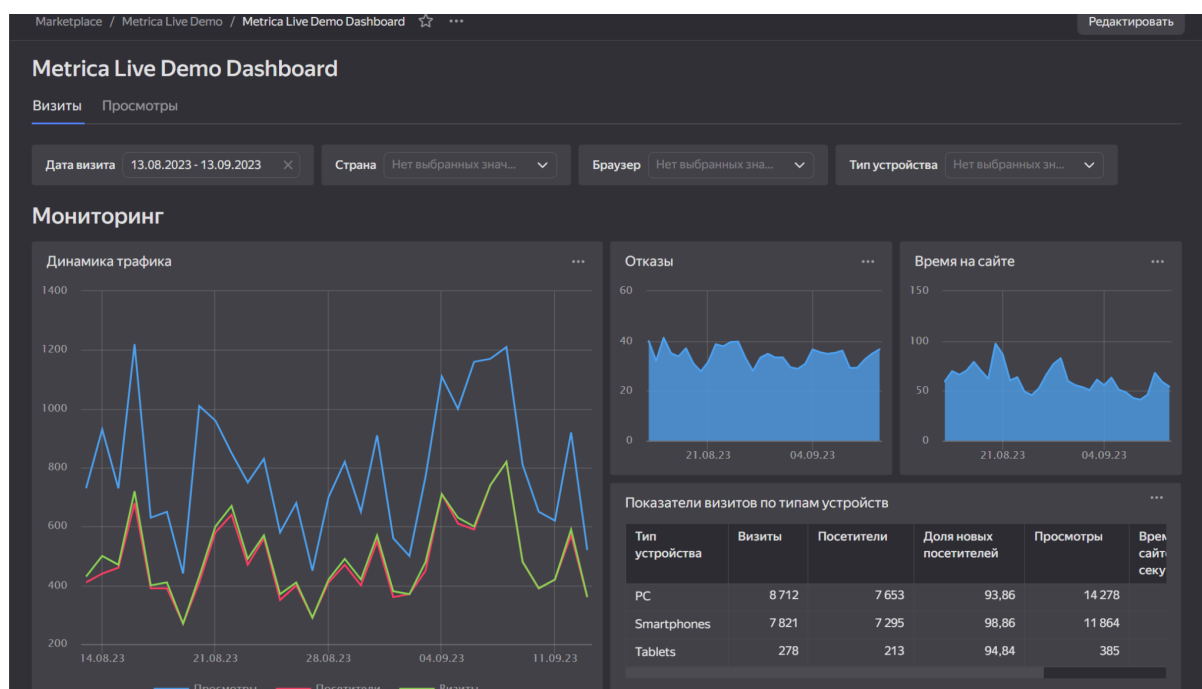 Marketplace / Metrica Live Demo / Metrica Live Demo Dashboard
Редактировать
Metrica Live Demo Dashboard
Визиты Просмотры
Дата визита 13.08.2023 - 13.09.2023
Страна Нет выбранных знач...
Браузер Нет выбранных зна...
Тип устройства Нет выбранных зн...
Мониторинг
Динамика трафика
1400
1200
1000
800
600
400
200
14.08.23 21.08.23 28.08.23 04.09.23 11.09.23
Просмотры Посетители Визиты
Отказы
60
40
20
0
21.08.23 04.09.23
Время на сайте
150
100
50
0
21.08.23 04.09.23
Показатели визитов по типам устройств
Тип устройства Визиты Посетители Доля новых посетителей Просмотры
PC 8 712 7 653 93,86 14 278
Smartphones 7 821 7 295 98,86 11 864
Tablets 278 213 94,84 385